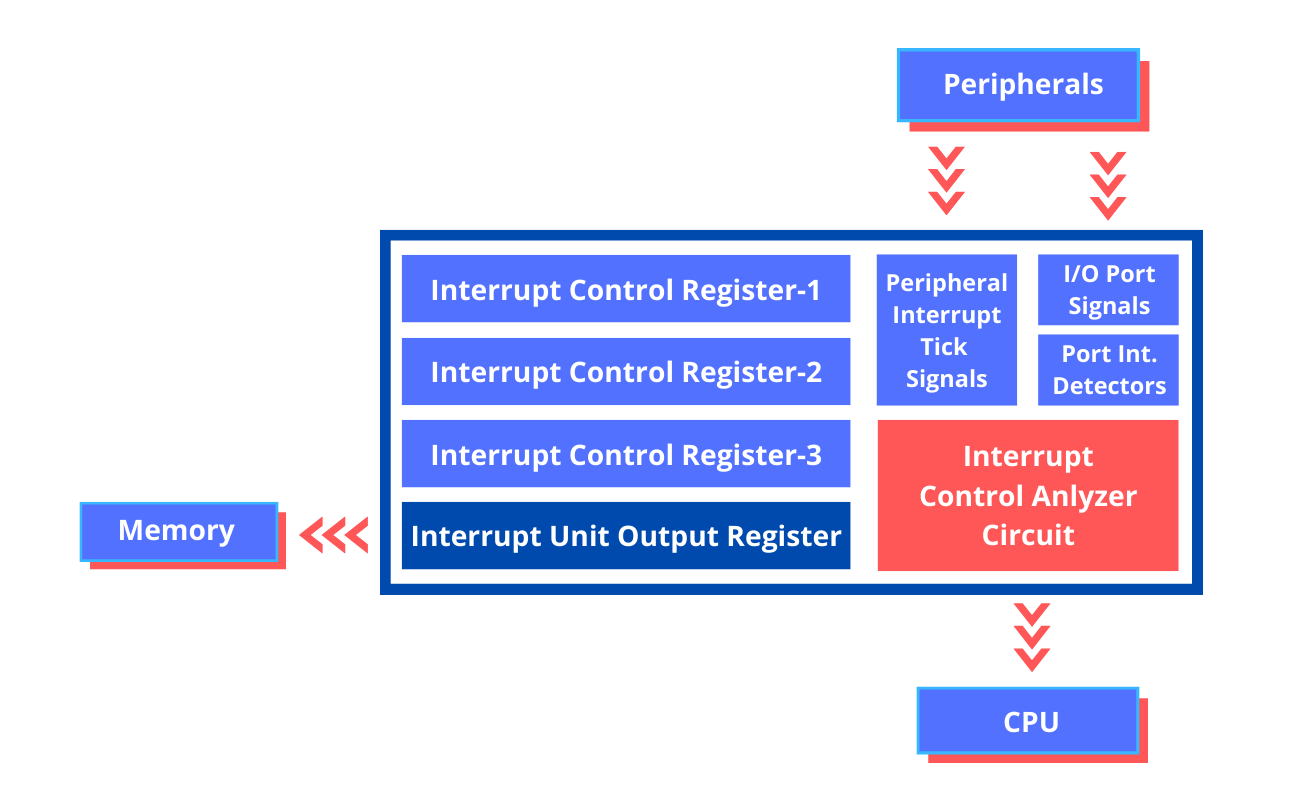 Peripherals
Interrupt Control Register-1
Interrupt Control Register-2
Interrupt Control Register-3
Interrupt Unit Output Register
Peripheral
Interrupt
Tick
Signals
I/O Port
Signals
Port Int.
Detectors
Interrupt
Control Anlyzer
Circuit
Memory
CPU